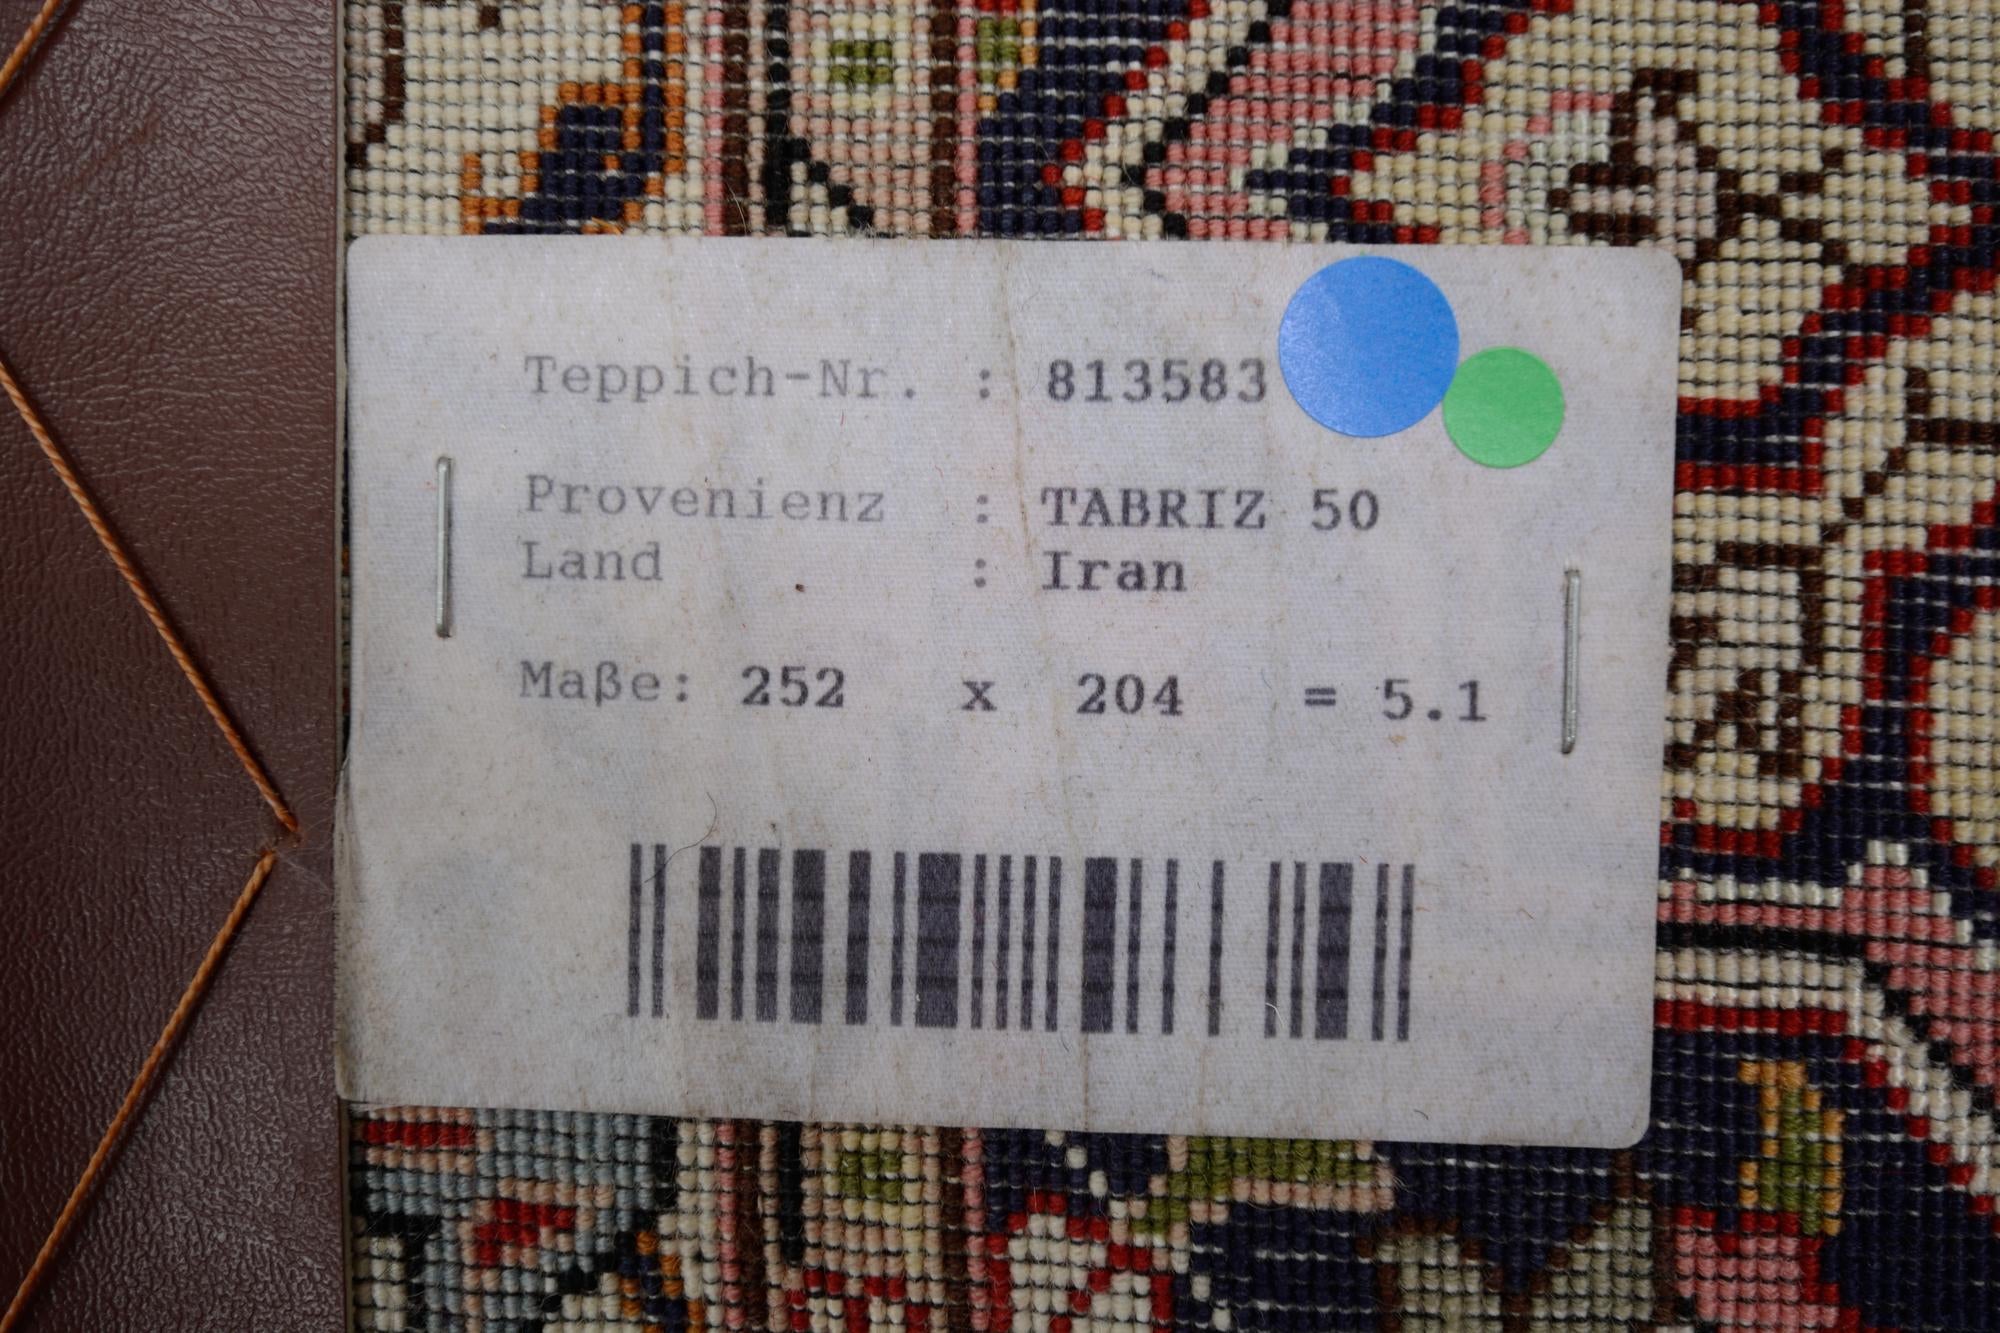 Teppich-Nr. : 813583
Provenienz : TABRIZ 50
Land : Iran
Maße: 252 x 204 = 5.1